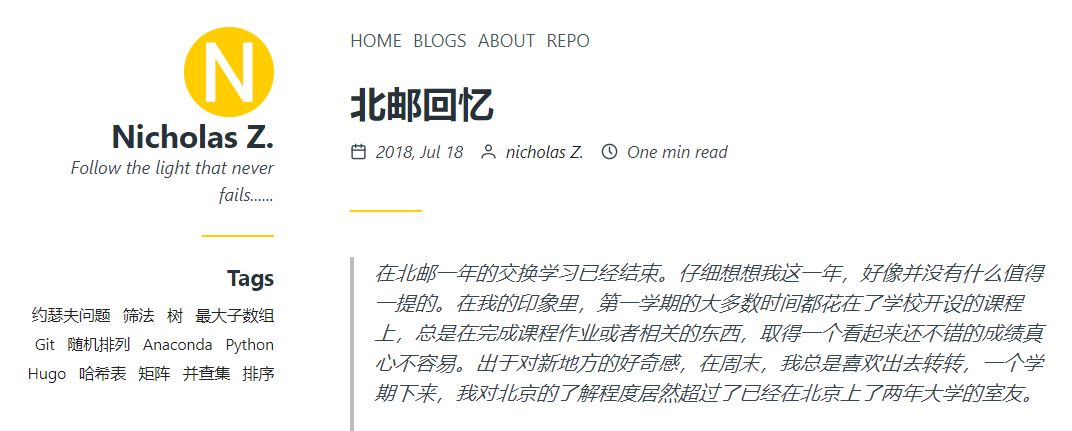 N
Nicholas Z.
Follow the light that never
fails......
Tags
约瑟夫问题 筛法 树 最大子数组
Git 随机排列 Anaconda Python
Hugo 哈希表 矩阵 并查集 排序
HOME BLOGS ABOUT REPO
北邮回忆
2018, Jul 18 nicholas Z. One min read
在北邮一年的交换学习已经结束。仔细想想我这一年，好像并没有什么值得
一提的。在我的印象里，第一学期的大多数时间都花在了学校开设的课程
上，总是在完成课程作业或者相关的东西，取得一个看起来还不错的成绩真
心不容易。出于对新地方的好奇感，在周末，我总是喜欢出去转转，一个学
期下来，我对北京的了解程度居然超过了已经在北京上了两年大学的室友。